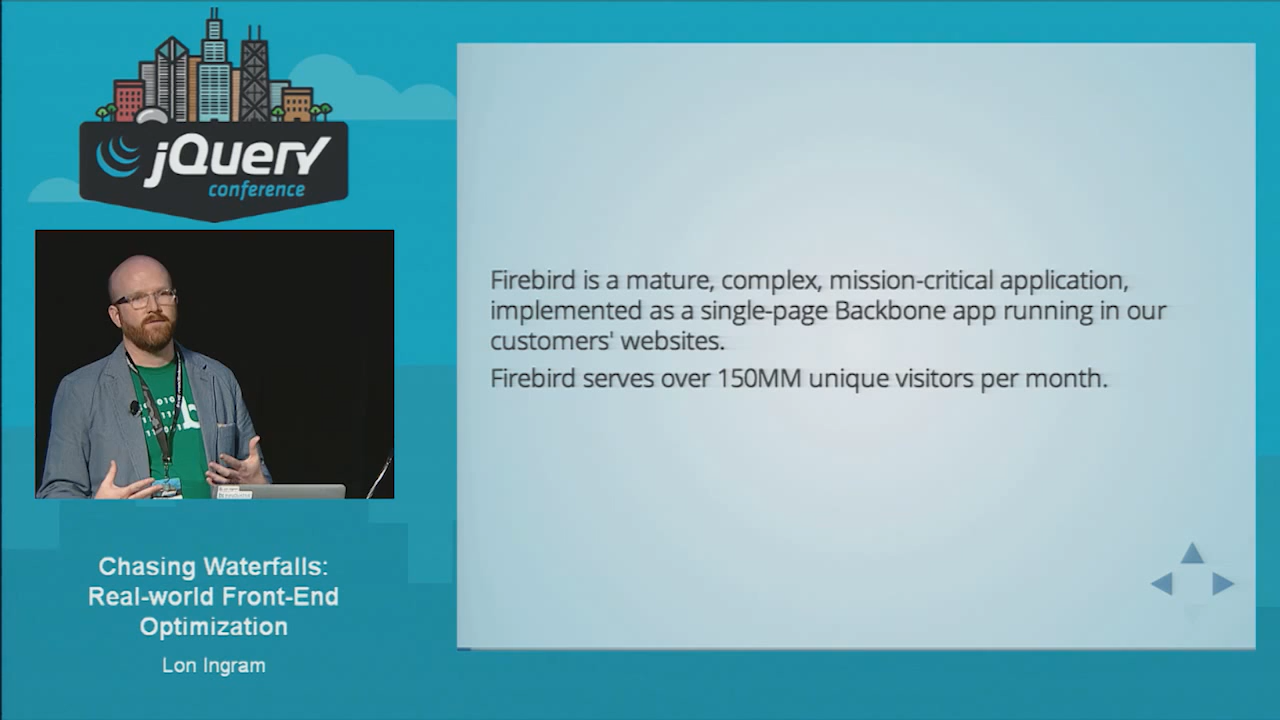 jQuery
conference
Chasing Waterfalls:
Real-world Front-End
Optimization
Lon Ingram
Firebird is a mature, complex, mission-critical application,
implemented as a single-page Backbone app running in our
customers' websites.
Firebird serves over 150MM unique visitors per month.